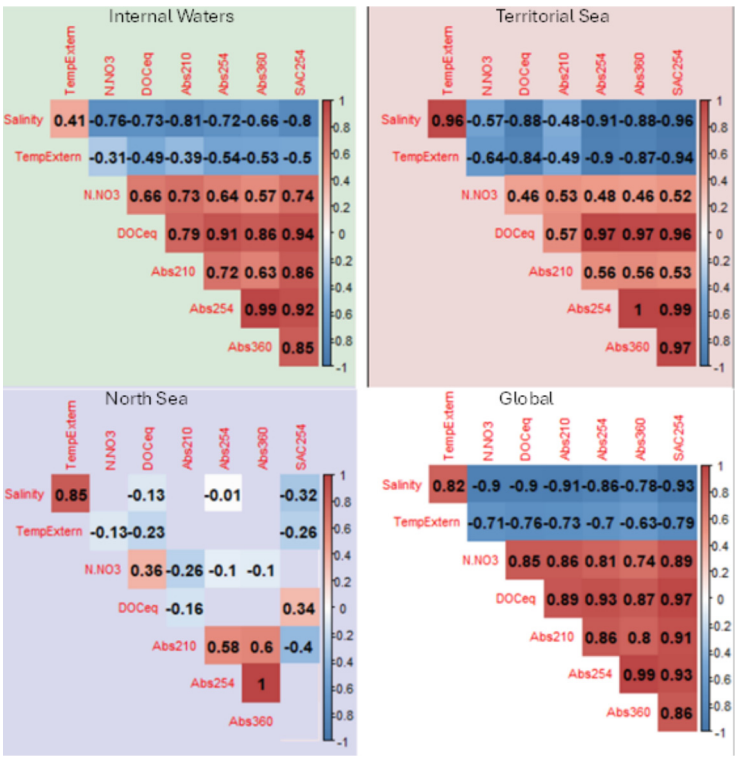 Internal Waters
TempExtern N.NO3 DOCeq Abs210 Abs254 Abs360 SAC254
Salinity 0.41 -0.76 -0.73 -0.81 -0.72 -0.66 -0.8
TempExtern -0.31 -0.49 -0.39 -0.54 -0.53 -0.5
N.NO3 0.66 0.73 0.64 0.57 0.74
DOCeq 0.79 0.91 0.86 0.94
Abs210 0.72 0.63 0.86
Abs254 0.99 0.92
Abs360 0.85
1
0.8
0.6
0.4
0.2
0
-0.2
-0.4
-0.6
-0.8
-1
Territorial Sea
TempExtern N.NO3 DOCeq Abs210 Abs254 Abs360 SAC254
Salinity 0.96 -0.57 -0.88 -0.48 -0.91 -0.88 -0.96
TempExtern -0.64 -0.84 -0.49 -0.9 -0.87 -0.94
N.NO3 0.46 0.53 0.48 0.46 0.52
DOCeq 0.57 0.97 0.97 0.96
Abs210 0.56 0.56 0.53
Abs254 1 0.99
Abs360 0.97
1
0.8
0.6
0.4
0.2
0
-0.2
-0.4
-0.6
-0.8
-1
North Sea
TempExtern N.NO3 DOCeq Abs210 Abs254 Abs360 SAC254
Salinity 0.85 -0.13 -0.01 -0.32
TempExtern -0.13 -0.23 -0.26
N.NO3 0.36 -0.26 -0.1 -0.1
DOCeq -0.16 0.34
Abs210 0.58 0.6 -0.4
Abs254 1
Abs360
1
0.8
0.6
0.4
0.2
0
-0.2
-0.4
-0.6
-0.8
-1
Global
TempExtern N.NO3 DOCeq Abs210 Abs254 Abs360 SAC254
Salinity 0.82 -0.9 -0.9 -0.91 -0.86 -0.78 -0.93
TempExtern -0.71 -0.76 -0.73 -0.7 -0.63 -0.79
N.NO3 0.85 0.86 0.81 0.74 0.89
DOCeq 0.89 0.93 0.87 0.97
Abs210 0.86 0.8 0.91
Abs254 0.99 0.93
Abs360 0.86
1
0.8
0.6
0.4
0.2
0
-0.2
-0.4
-0.6
-0.8
-1